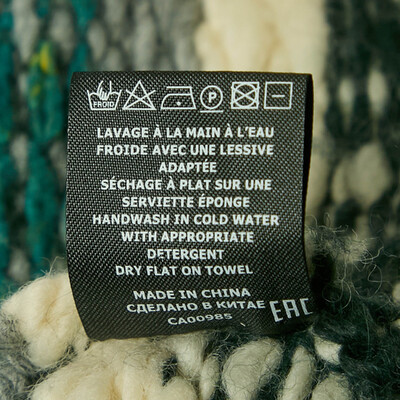 FROID P
LAVAGE À LA MAIN À L'EAU
FROIDE AVEC UNE LESSIVE
ADAPTÉE
SÉCHAGE À PLAT SUR UNE
SERVIETTE ÉPONGE
HANDWASH IN COLD WATER
WITH APPROPRIATE
DETERGENT
DRY FLAT ON TOWEL
MADE IN CHINA
СДЕЛАНО В КИТАЕ
CA00985
EAC